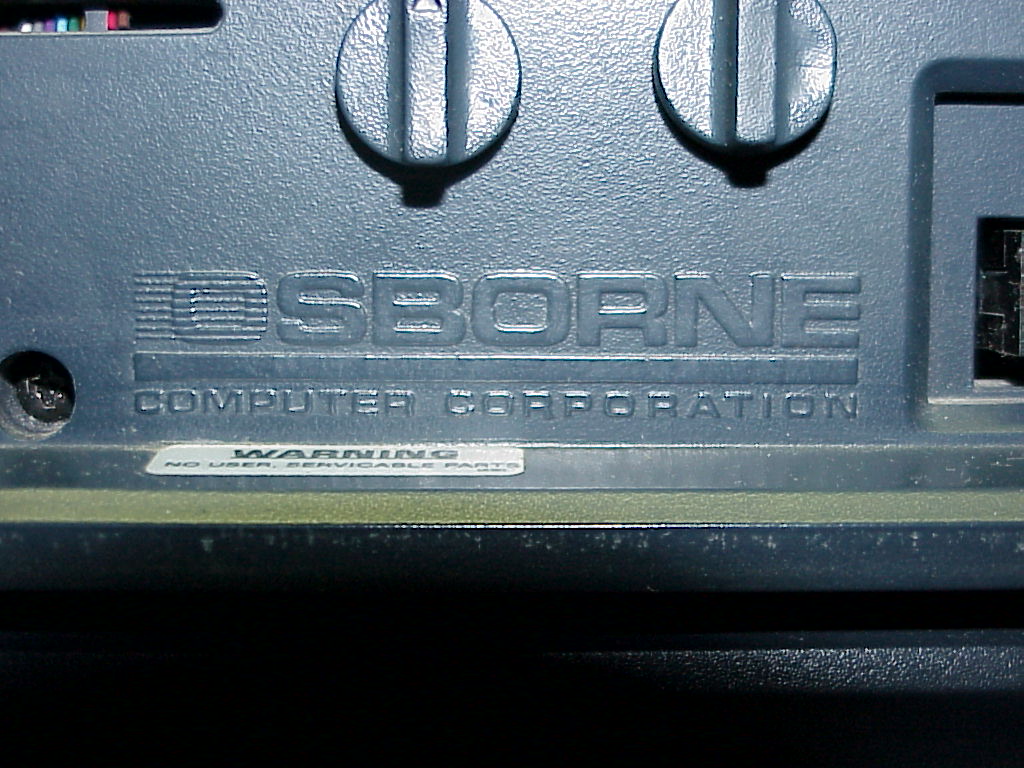 OSBORNE
COMPUTER CORPORATION
WARNING
NO USER, SERVICABLE PARTS